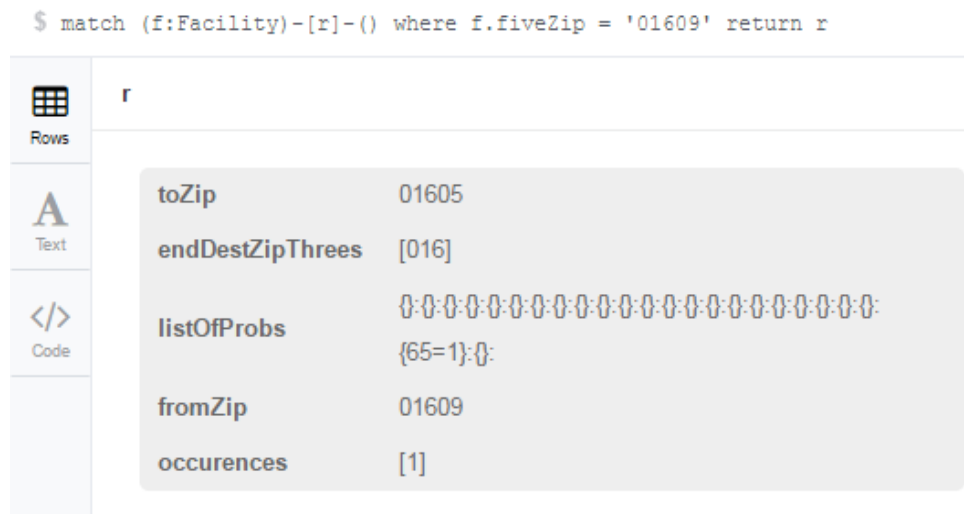 $ match (f:Facility)-[r]-() where f.fiveZip = '01609' return r
Rows
r
Text
Code
toZip 01605
endDestZipThrees [016]
listOfProbs {}:{}:{}:{}:{}:{}:{}:{}:{}:{}:{}:{}:{}:{}:{}:{}:{}:{}:{}:{}:{}:{}:
{65=1}:{}:
fromZip 01609
occurences [1]